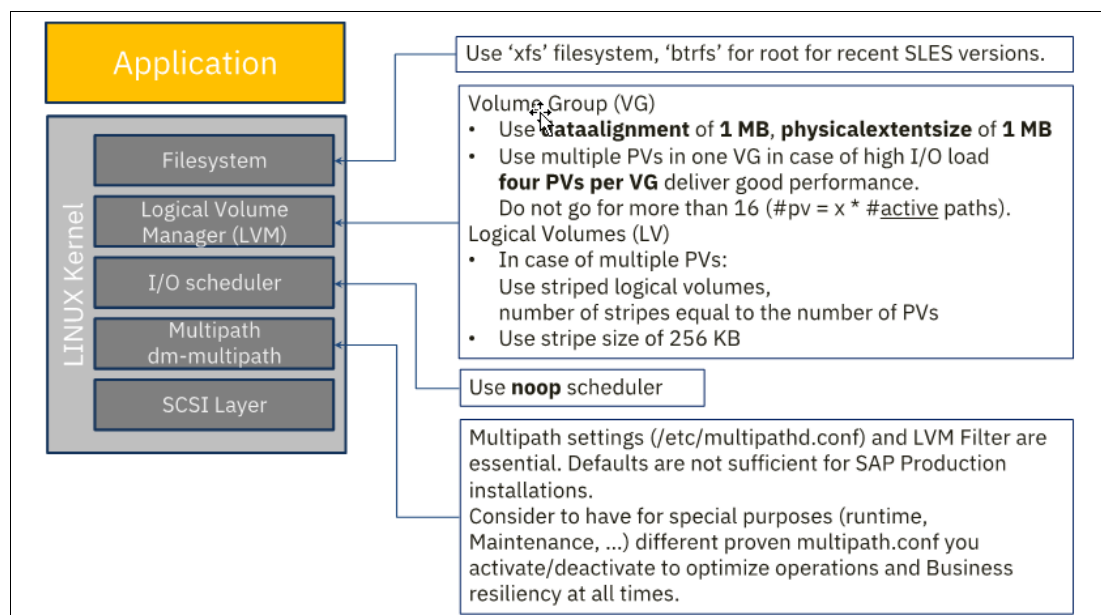 Application
LINUX Kernel
Filesystem
Logical Volume
Manager (LVM)
I/O scheduler
Multipath
dm-multipath
SCSI Layer
Use ‘xfs’ filesystem, ‘btrfs’ for root for recent SLES versions.
Volume Group (VG)
• Use dataalignment of 1 MB, physicalextentsize of 1 MB
• Use multiple PVs in one VG in case of high I/O load
four PVs per VG deliver good performance.
Do not go for more than 16 (#pv = x * #active paths).
Logical Volumes (LV)
• In case of multiple PVs:
Use striped logical volumes,
number of stripes equal to the number of PVs
• Use stripe size of 256 KB
Use noop scheduler
Multipath settings (/etc/multipathd.conf) and LVM Filter are
essential. Defaults are not sufficient for SAP Production
installations.
Consider to have for special purposes (runtime,
Maintenance, ...) different proven multipath.conf you
activate/deactivate to optimize operations and Business
resiliency at all times.